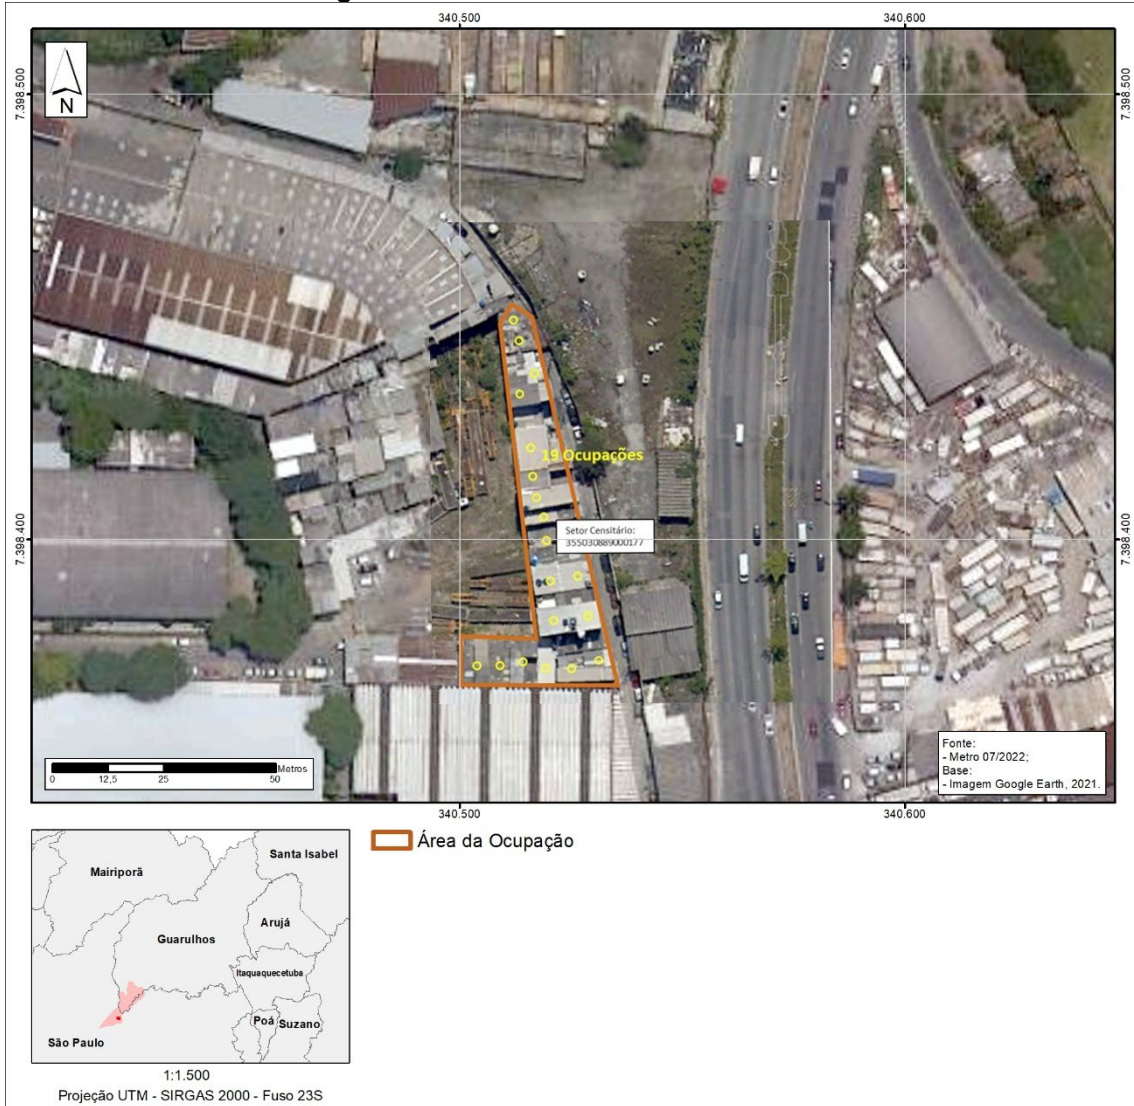 340.500
340.600
7.398.500
7.398.500
N
19 Ocupações
Setor Censitário:
355030889000177
7.398.400
7.398.400
Metros
0 12,5 25 50
Fonte:
- Metro 07/2022;
Base:
- Imagem Google Earth, 2021.
340.500
340.600
Área da Ocupação
Santa Isabel
Mairiporã
Arujá
Guarulhos
Itaquaquecetuba
Poá
Suzano
São Paulo
1:1.500
Projeção UTM - SIRGAS 2000 - Fuso 23S